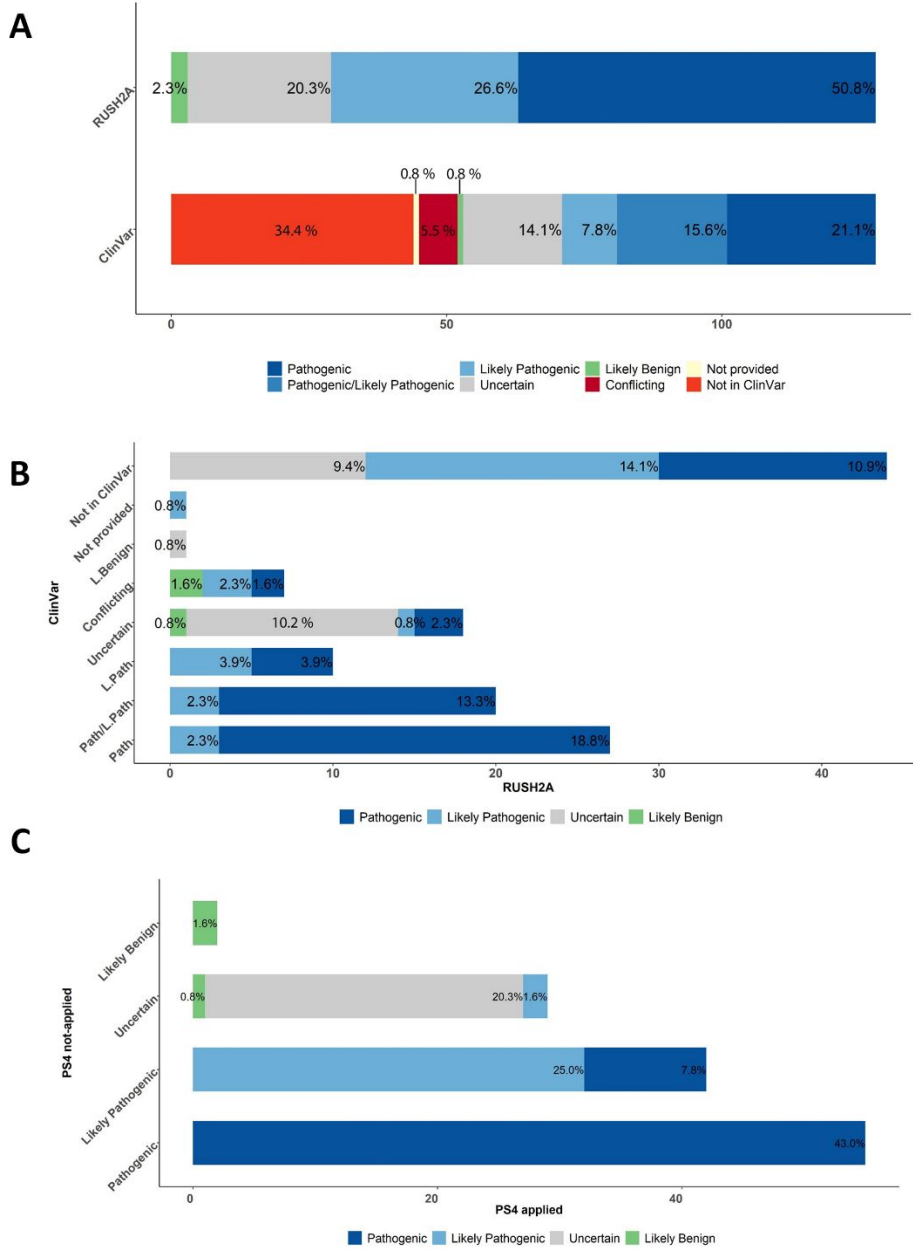 A
RUSH2A
2.3%
20.3%
26.6%
50.8%
0.8 %
0.8 %
ClinVar
34.4 %
5.5 %
14.1%
7.8%
15.6%
21.1%
0
50
100
Pathogenic
Likely Pathogenic
Likely Benign
Not provided
Pathogenic/Likely Pathogenic
Uncertain
Conflicting
Not in ClinVar
B
ClinVar
Not in ClinVar
9.4%
14.1%
10.9%
Not provided
0.8%
L.Benign
0.8%
Conflicting
1.6%
2.3%
1.6%
Uncertain
0.8%
10.2 %
0.8%
2.3%
L.Path
3.9%
3.9%
Path/L.Path
2.3%
13.3%
Path
2.3%
18.8%
0
10
20
30
40
RUSH2A
Pathogenic
Likely Pathogenic
Uncertain
Likely Benign
C
PS4 not-applied
Likely Benign
1.6%
Uncertain
0.8%
20.3%
1.6%
Likely Pathogenic
25.0%
7.8%
Pathogenic
43.0%
0
20
40
PS4 applied
Pathogenic
Likely Pathogenic
Uncertain
Likely Benign